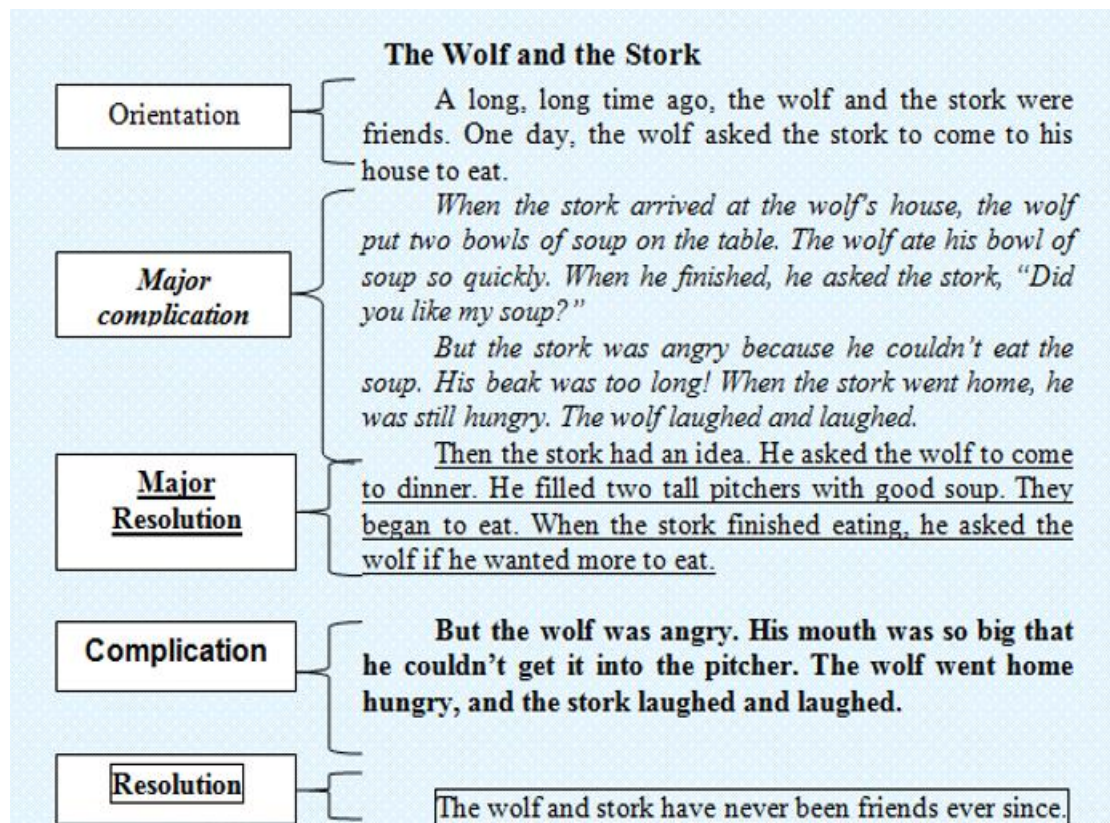 The Wolf and the Stork
Orientation
A long, long time ago, the wolf and the stork were
friends. One day, the wolf asked the stork to come to his
house to eat.
Major
complication
When the stork arrived at the wolf's house, the wolf
put two bowls of soup on the table. The wolf ate his bowl of
soup so quickly. When he finished, he asked the stork, “Did
you like my soup?”
But the stork was angry because he couldn't eat the
soup. His beak was too long! When the stork went home, he
was still hungry. The wolf laughed and laughed.
Major
Resolution
Then the stork had an idea. He asked the wolf to come
to dinner. He filled two tall pitchers with good soup. They
began to eat. When the stork finished eating, he asked the
wolf if he wanted more to eat.
Complication
But the wolf was angry. His mouth was so big that
he couldn't get it into the pitcher. The wolf went home
hungry, and the stork laughed and laughed.
Resolution
The wolf and stork have never been friends ever since.